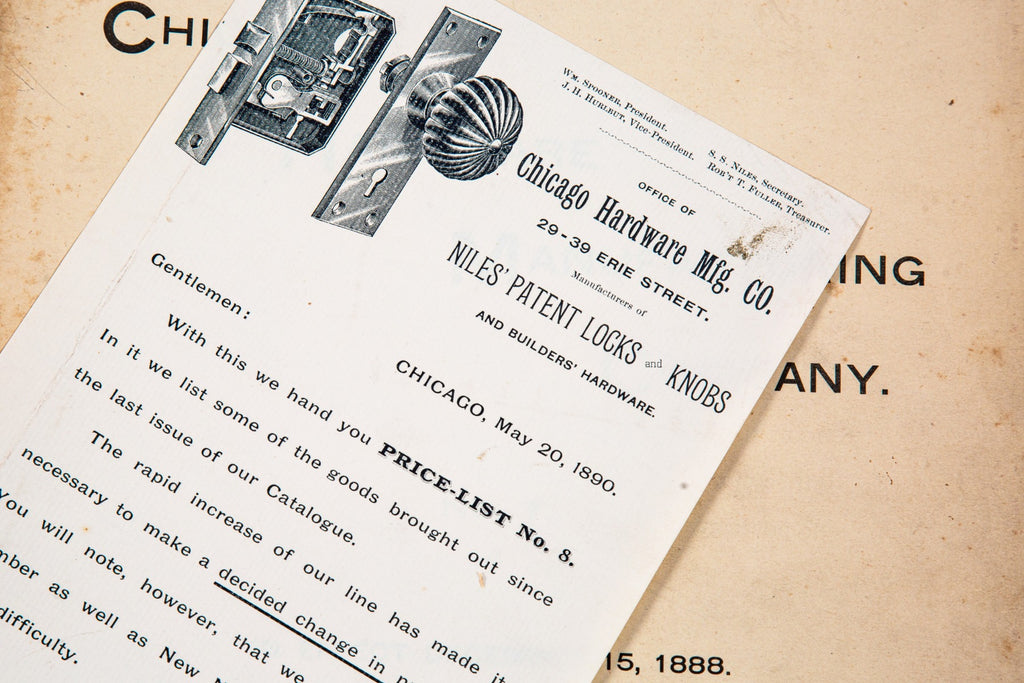 CHI
WM. SPOONER, President.
J. H. HURLBUT, Vice-President.
S. S. NILES, Secretary.
ROB'T T. FULLER, Treasurer.
OFFICE OF
Chicago Hardware Mfg. CO.
29-39 ERIE STREET.
Manufacturers of
NILES' PATENT LOCKS and KNOBS
AND BUILDERS' HARDWARE.
CHICAGO, May 20, 1890.
Gentlemen:
With this we hand you PRICE-LIST No. 8.
In it we list some of the goods brought out since
the last issue of our Catalogue.
The rapid increase of our line has made it
necessary to make a decided change in
You will note, however, that we
mber as well as New
difficulty.
ING
ANY.
15, 1888.